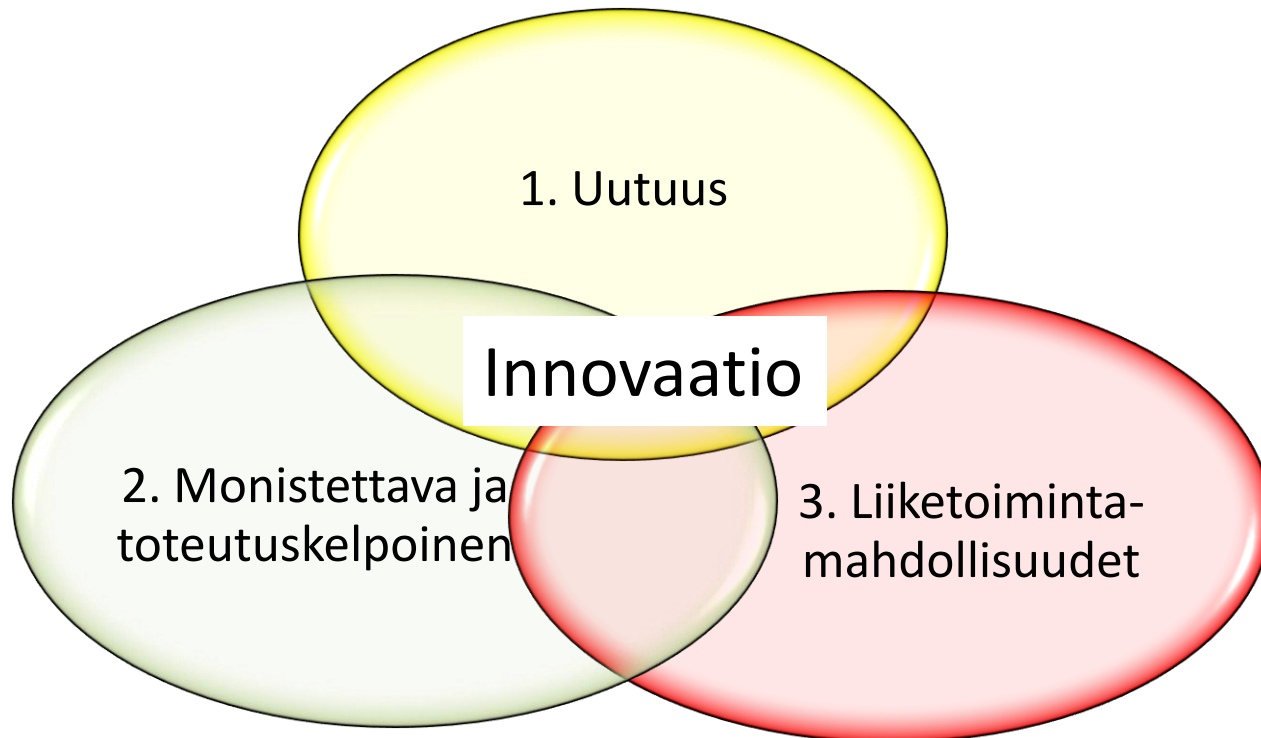 1. Uutuus
Innovaatio
2. Monistettava ja
toteutuskelpoinen
3. Liiketoiminta-
mahdollisuudet